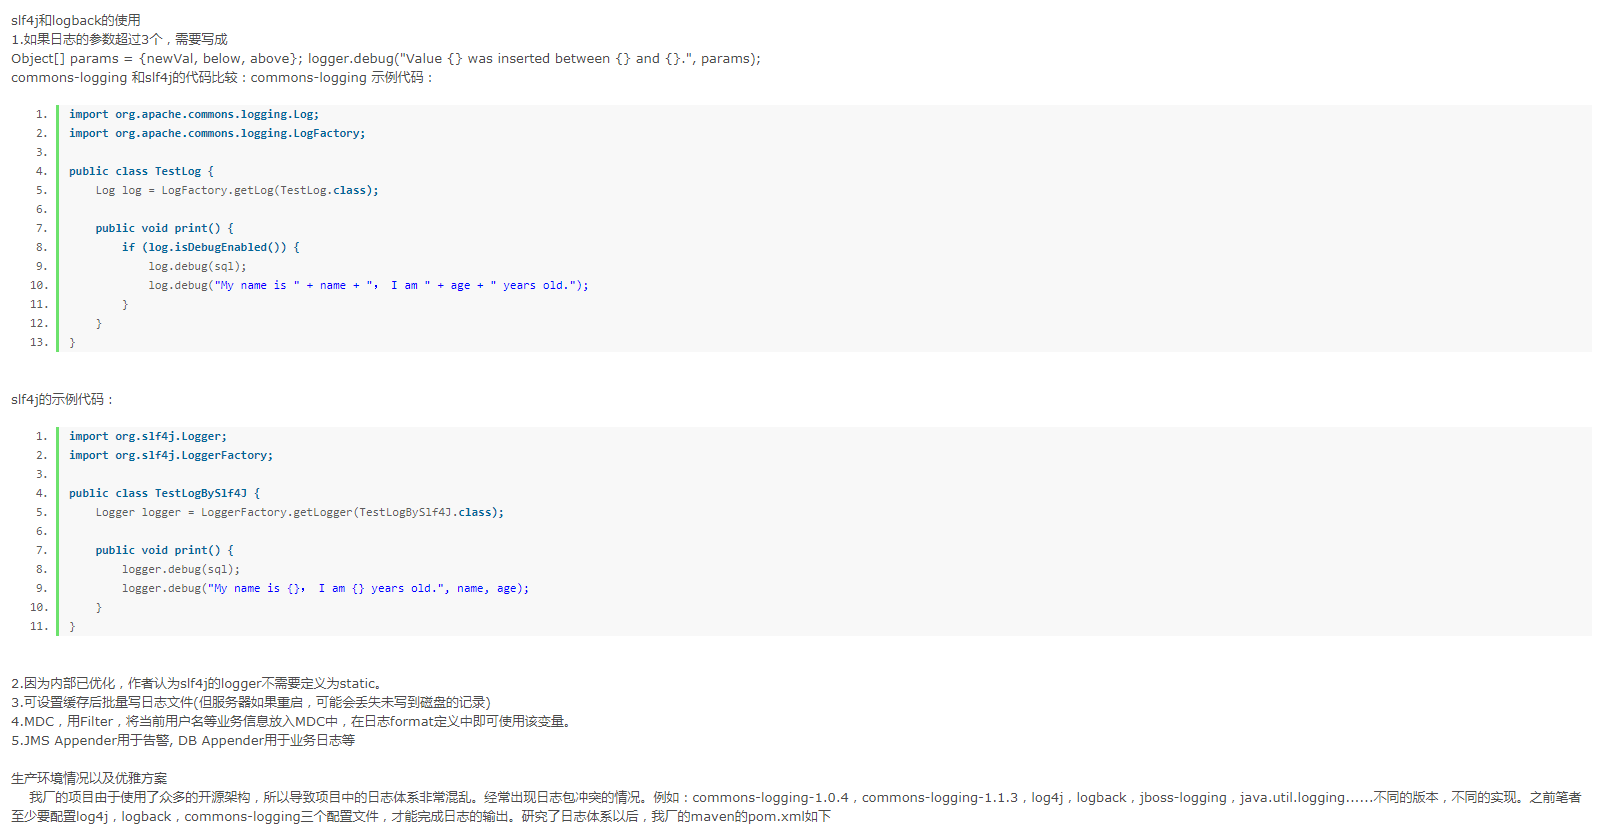 slf4j和logback的使用
1.如果日志的参数超过3个，需要写成
Object[] params = {newVal, below, above}; logger.debug("Value {} was inserted between {} and {}.", params);
commons-logging 和slf4j的代码比较：commons-logging 示例代码：
1. import org.apache.commons.logging.Log;
2. import org.apache.commons.logging.LogFactory;
3.
4. public class TestLog {
5.     Log log = LogFactory.getLog(TestLog.class);
6.
7.     public void print() {
8.         if (log.isDebugEnabled()) {
9.             log.debug(sql);
10.             log.debug("My name is " + name + "， I am " + age + " years old.");
11.         }
12.     }
13. }
slf4j的示例代码：
1. import org.slf4j.Logger;
2. import org.slf4j.LoggerFactory;
3.
4. public class TestLogBySlf4J {
5.     Logger logger = LoggerFactory.getLogger(TestLogBySlf4J.class);
6.
7.     public void print() {
8.         logger.debug(sql);
9.         logger.debug("My name is {}， I am {} years old.", name, age);
10.     }
11. }
2.因为内部已优化，作者认为slf4j的logger不需要定义为static。
3.可设置缓存后批量写日志文件(但服务器如果重启，可能会丢失未写到磁盘的记录)
4.MDC，用Filter，将当前用户名等业务信息放入MDC中，在日志format定义中即可使用该变量。
5.JMS Appender用于告警, DB Appender用于业务日志等
生产环境情况以及优雅方案
我厂的项目由于使用了众多的开源架构，所以导致项目中的日志体系非常混乱。经常出现日志包冲突的情况。例如：commons-logging-1.0.4，commons-logging-1.1.3，log4j，logback，jboss-logging，java.util.logging......不同的版本，不同的实现。之前笔者
至少要配置log4j，logback，commons-logging三个配置文件，才能完成日志的输出。研究了日志体系以后，我厂的maven的pom.xml如下